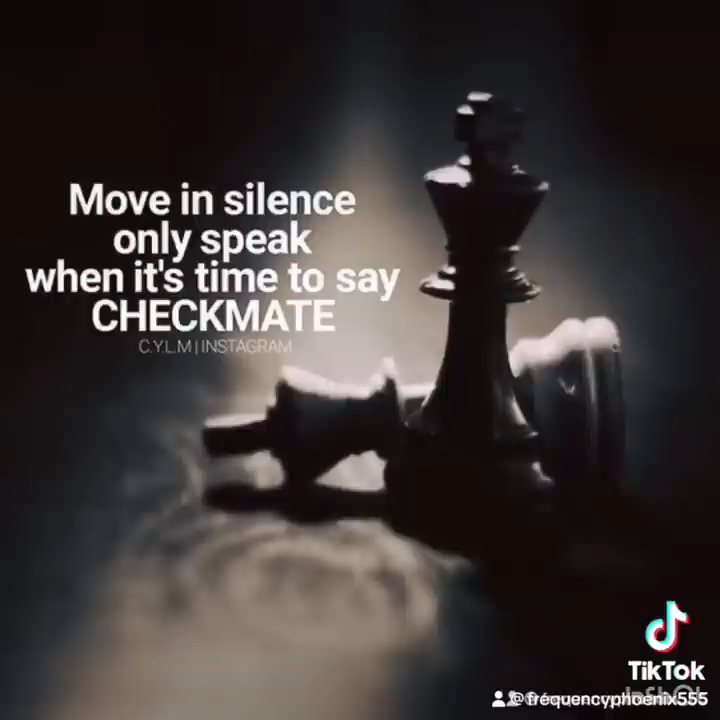 Move in silence
only speak
when it's time to say
CHECKMATE
C.Y.L.M | INSTAGRAM
TikTok
@frequencyphoenix555